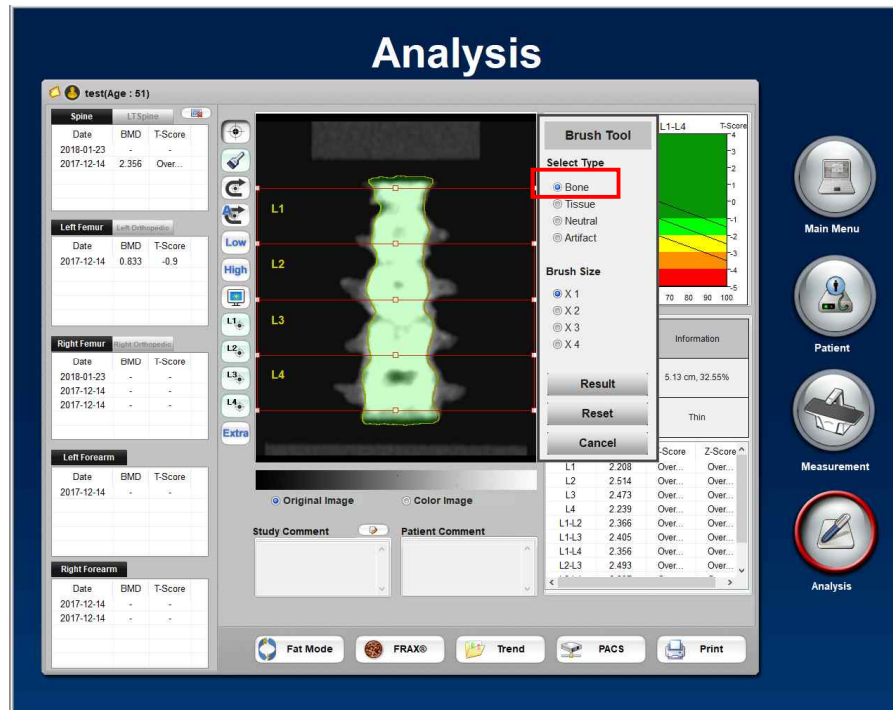 Analysis
test(Age : 51)
Spine LTSpine
Date BMD T-Score
2018-01-23 - -
2017-12-14 2.356 Over...
Left Femur Left Orthopedic
Date BMD T-Score
2017-12-14 0.833 -0.9
Right Femur Right Orthopedic
Date BMD T-Score
2018-01-23 - -
2017-12-14 - -
2017-12-14 - -
Left Forearm
Date BMD T-Score
2017-12-14 - -
Right Forearm
Date BMD T-Score
2017-12-14 - -
2017-12-14 - -
Low
High
L1
L2
L3
L4
Extra
L1
L2
L3
L4
Original Image Color Image
Study Comment Patient Comment
Brush Tool
Select Type
Bone
Tissue
Neutral
Artifact
Brush Size
X 1
X 2
X 3
X 4
Result
Reset
Cancel
L1-L4 T-Score
4
-3
-2
-1
-0
-1
-2
-3
-4
-5
70 80 90 100
Information
5.13 cm, 32.55%
Thin
-Score Z-Score
L1 2.208 Over... Over...
L2 2.514 Over... Over...
L3 2.473 Over... Over...
L4 2.239 Over... Over...
L1-L2 2.366 Over... Over...
L1-L3 2.405 Over... Over...
L1-L4 2.356 Over... Over...
L2-L3 2.493 Over... Over...
Fat Mode FRAX® Trend PACS Print
Main Menu
Patient
Measurement
Analysis